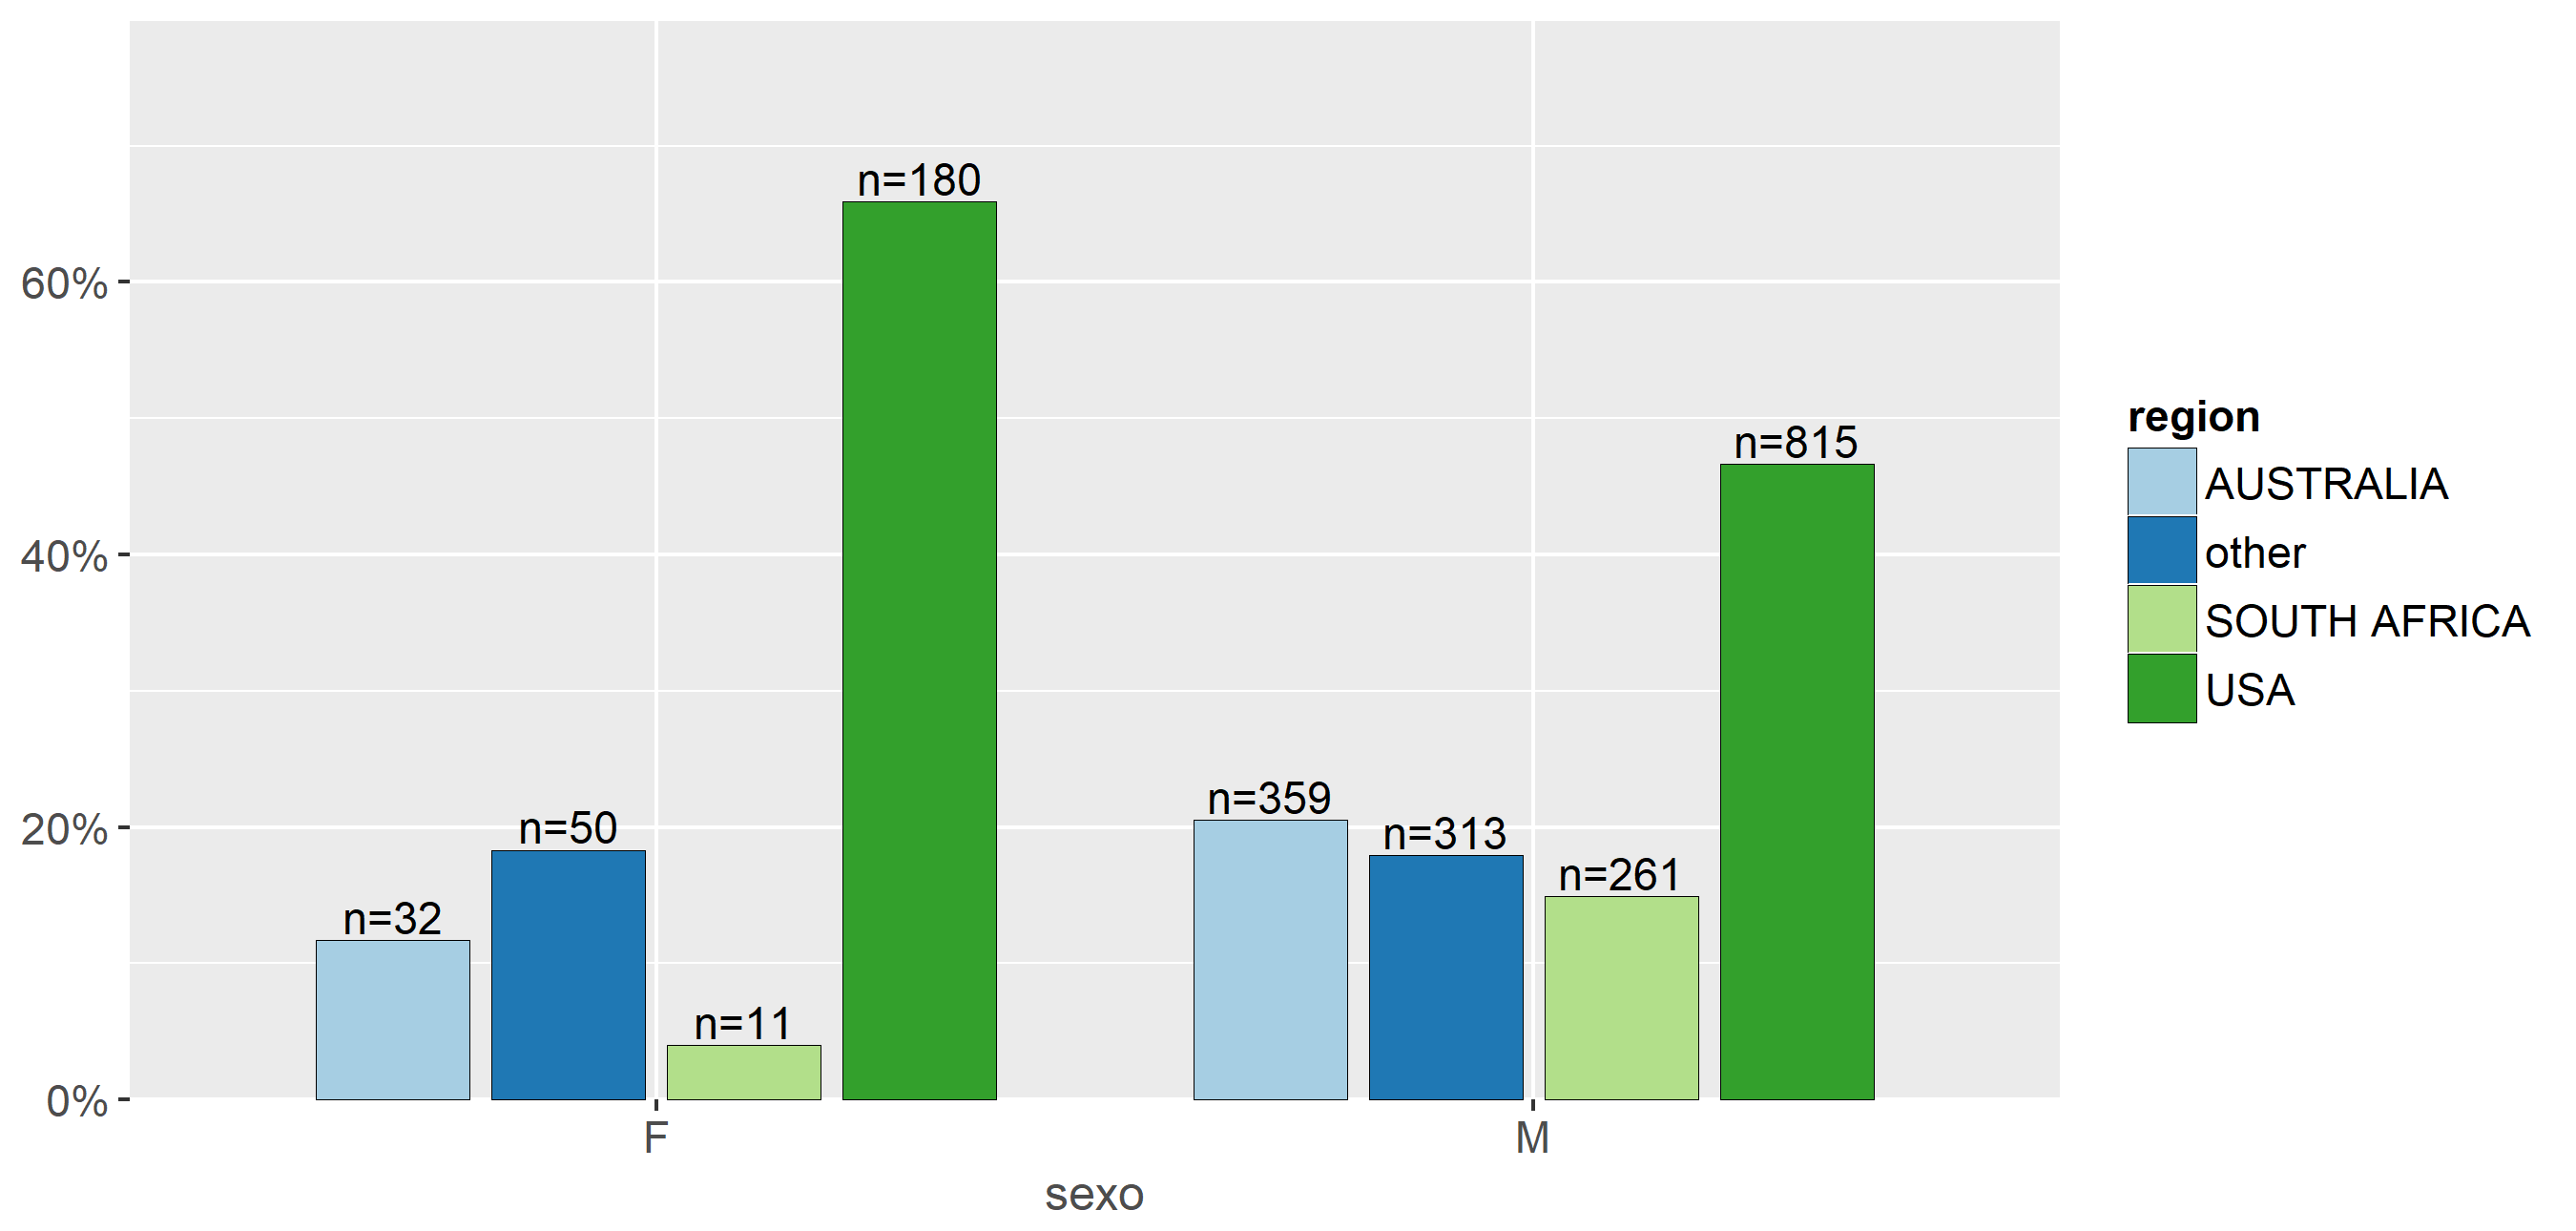 n=180
60%
n=815
region
AUSTRALIA
40%
other
SOUTH AFRICA
USA
n=359
20%
n=50
n=313
n=261
n=32
n=11
0%
F
M
sexo